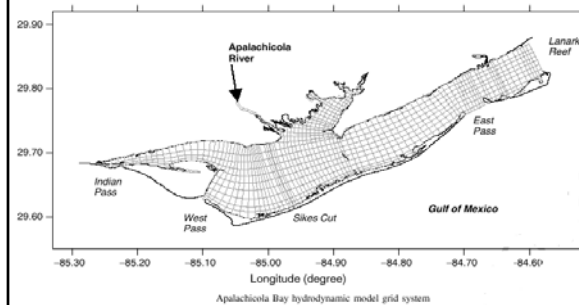 29.90
29.80
29.70
29.60
Apalachicola
River
Lanark
Reef
East
Pass
Indian
Pass
West
Pass
Sikes Cut
Gulf of Mexico
−85.30 −85.20 −85.10 −85.00 −84.90 −84.80 −84.70 −84.60
Longitude (degree)
Apalachicola Bay hydrodynamic model grid system